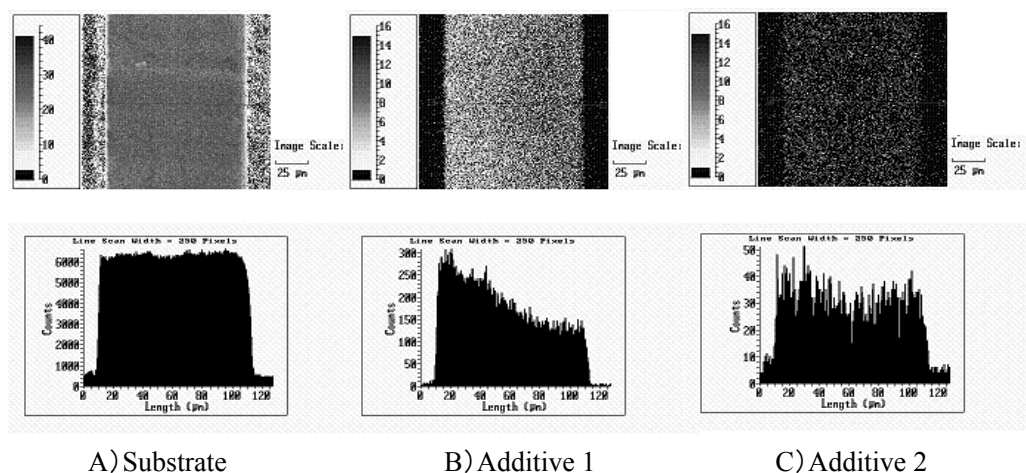 40
30
20
10
0
Image Scale:
25 μm
16
14
12
10
8
6
4
2
0
Image Scale:
25 μm
16
14
12
10
8
6
4
2
0
Image Scale:
25 μm
Line Scan Width = 250 Pixels
Counts
6000
5000
4000
3000
2000
1000
0
0 20 40 60 80 100 120
Length (μm)
Line Scan Width = 250 Pixels
Counts
300
250
200
150
100
50
0
0 20 40 60 80 100 120
Length (μm)
Line Scan Width = 250 Pixels
Counts
50
40
30
20
10
0
0 20 40 60 80 100 120
Length (μm)
A) Substrate
B) Additive 1
C) Additive 2